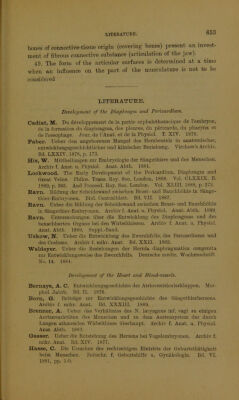 LITERATURE. 653
bones of connective-tissue origin (covering bones) present an invest-
ment of fibrous connective substance (articulation of the jaw).
49. The form of the articular surfaces is determined at a time
when an influence on the part of the musculature is not to be
considered
LITERATURE.
Development of the Diaphragm and Pericardium.
Cadiat, M. Du développement de la partie céphalothoracique de l'embryon,
de la formation du diaphragme, des pleures, du péricarde, du pharynx et
de l'œsophage. Jour. de l'Anat. et de la Physiol. T. XIV. 1878.
Faber. Ueber den angeborenen Mangel des Herzbeutels in anatomischer,
entwicklungsgeschichtlicher und klinischer Beziehung. Virchow's Archiv.
Bd. LXXIV. 1878, p. 173.
His, W. Mittheilungen zur Embryologie der Säugethiere und des Menschen.
Archiv f. Anat. u. Physiol. Anat. Abth. 1881.
Lockwood. The Early Development of the Pericardium, Diaphragm and
Great Veins. Philos. Trans. Roy. Soc. London, 1888. Vol. CLXXIX. B.
1889, p. 365. And Proceed. Roy. Soc. London. Vol. XLIII. 1888, p. 273.
Ravn. Bildung der Scheidewand zwischen Brust- und Bauchhöhle in Säuge-
thier-Embryonen. Biol. Centralblatt. Bd. VII. 1887.
Ravn. Ueber die Bildung der Scheidewand zwischen Brust- und Bauchhöhle
in Säugethier-Embryonen. Archiv f. Anat. u. Physiol. Anat. Abth. 1889.
Ravn. Untersuchungen über die Entwicklung des Diaphragmas und der
benachbarten Organe bei den Wirbelthieren. Archiv f. Anat. u. Physiol.
Anat. Abth. 1889. Suppl.-Band.
Uskow, N. Ueber die Entwicklung des Zwerchfells, des Pericardiums und
des Coeloms. Archiv f. mikr. Anat. Bd. XXII. 1883.
Waldeyer. Ueber die Beziehungen der Hernia diaphragmatica congenita
zur Entwicklungsweise des Zwerchfells. Deutsche medic. Wochenschrift.
No. 14. 1884.
Development of the Heart and Blood-vessels.
Bernays, A. C. Entwicklungsgeschichte der Atrioventricularklappen. Mor-
phol. Jahrb. Bd. II. 1876.
Born, G. Beiträge zur Entwicklungsgeschichte des Säugethierherzens.
Archiv f. mikr. Anat. Bd. XXXIII. 1889.
Brenner, A. Ueber das Verhältniss des N. laryngeus inf. vagi zu einigen
Aortenvarietäten des Menschen und zu dem Aortensystem der durch
Lungen athmenden Wirbelthiere überhaupt. Archiv f. Anat. u. Physiol.
Anat. Abth. 1883.
Gasser. Ueber die Entstehung des Herzens bei Vogelembryonen. Archiv f.
mikr. Anat. Bd. XIV. 1877.
Hasse, C. Die Ursachen des rechtzeitigen Eintritts der Geburtsthätigkeit
beim Menschen. Zeitschr. f. Geburtshülfe u. Gynäkologie. Bd. VI.
1881, pp. 1-9.